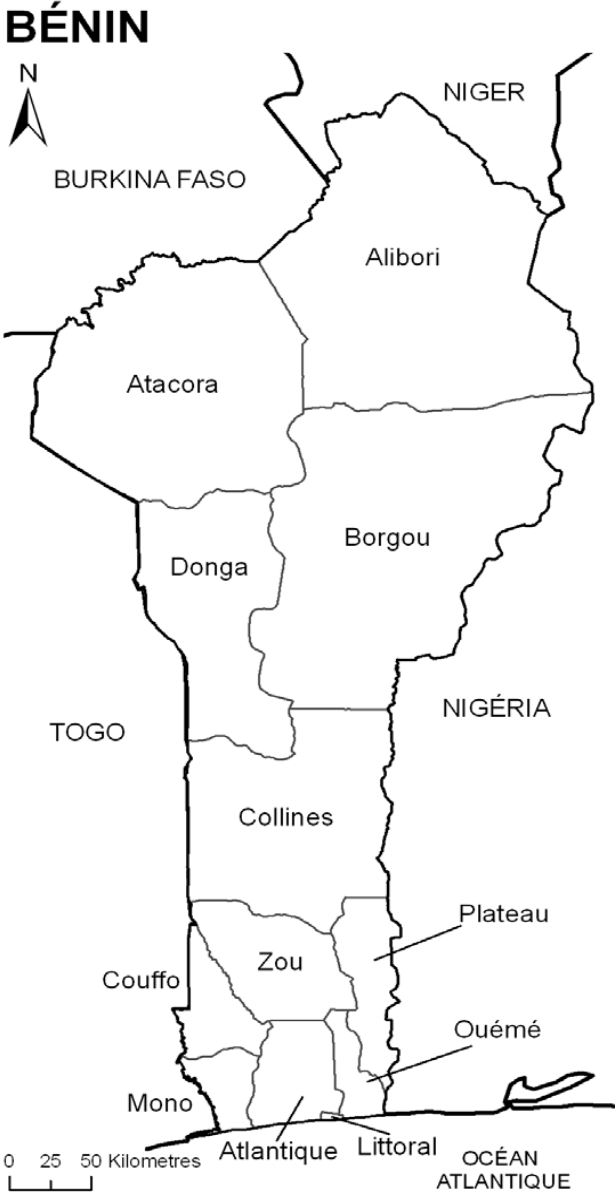 BÉNIN
N
NIGER
BURKINA FASO
Alibori
Atacora
Borgou
Donga
NIGÉRIA
TOGO
Collines
Plateau
Zou
Couffo
Ouémé
Mono
Atlantique
Littoral
0 25 50 Kilometres
OCÉAN
ATLANTIQUE